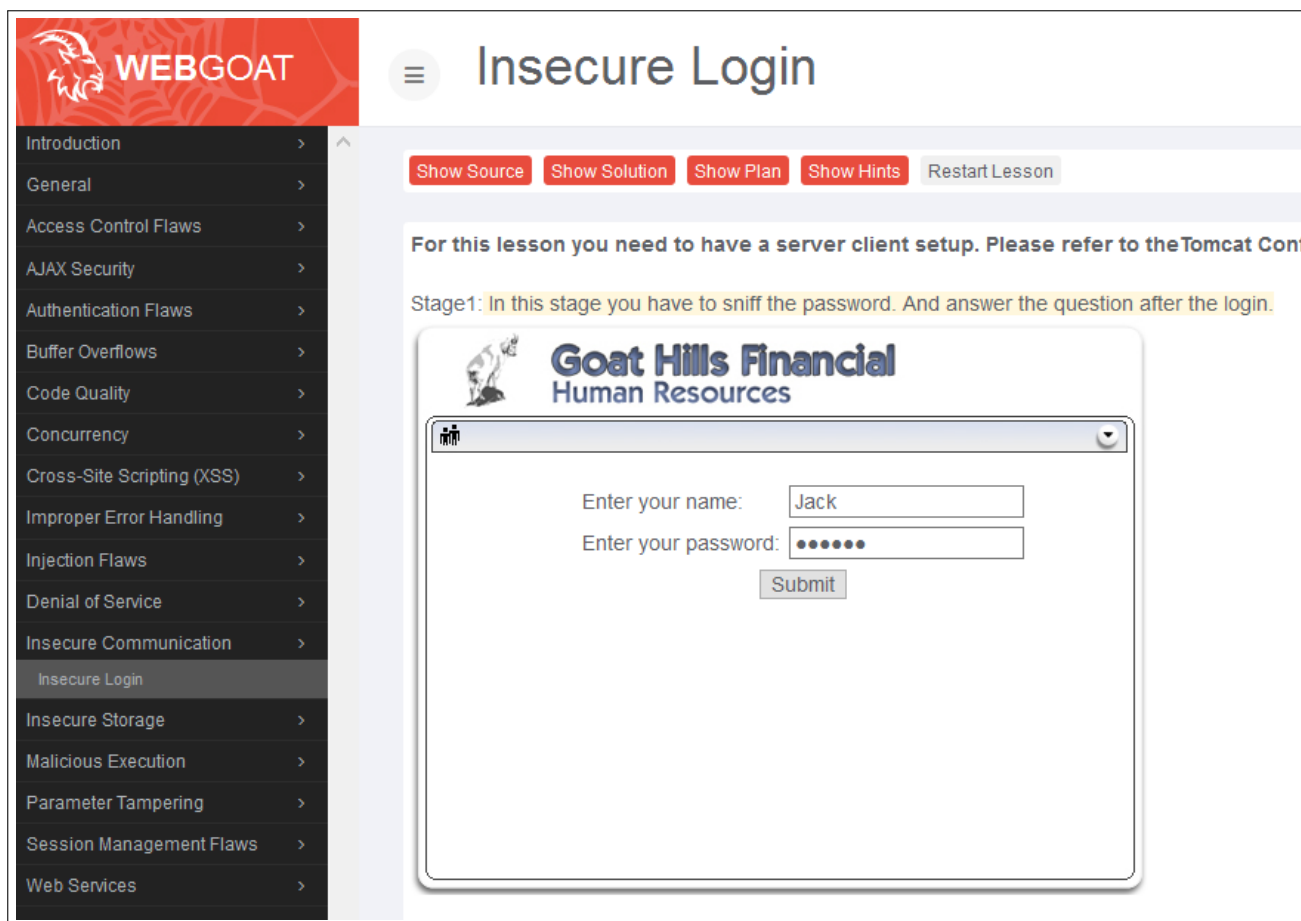 WEBGOAT
Insecure Login
Introduction
General
Access Control Flaws
AJAX Security
Authentication Flaws
Buffer Overflows
Code Quality
Concurrency
Cross-Site Scripting (XSS)
Improper Error Handling
Injection Flaws
Denial of Service
Insecure Communication
Insecure Login
Insecure Storage
Malicious Execution
Parameter Tampering
Session Management Flaws
Web Services
Show Source Show Solution Show Plan Show Hints Restart Lesson
For this lesson you need to have a server client setup. Please refer to theTomcat
Stage1: In this stage you have to sniff the password. And answer the question after the login.
Goat Hills Financial
Human Resources
Enter your name: Jack
Enter your password: ●●●●●●
Submit